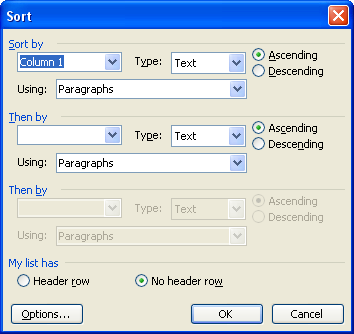 Sort
Sort by
Column 1 Type: Text Ascending
Descending
Using: Paragraphs
Then by
Type: Text Ascending
Descending
Using: Paragraphs
Then by
Type: Text Ascending
Descending
Using: Paragraphs
My list has
Header row No header row
Options... OK Cancel